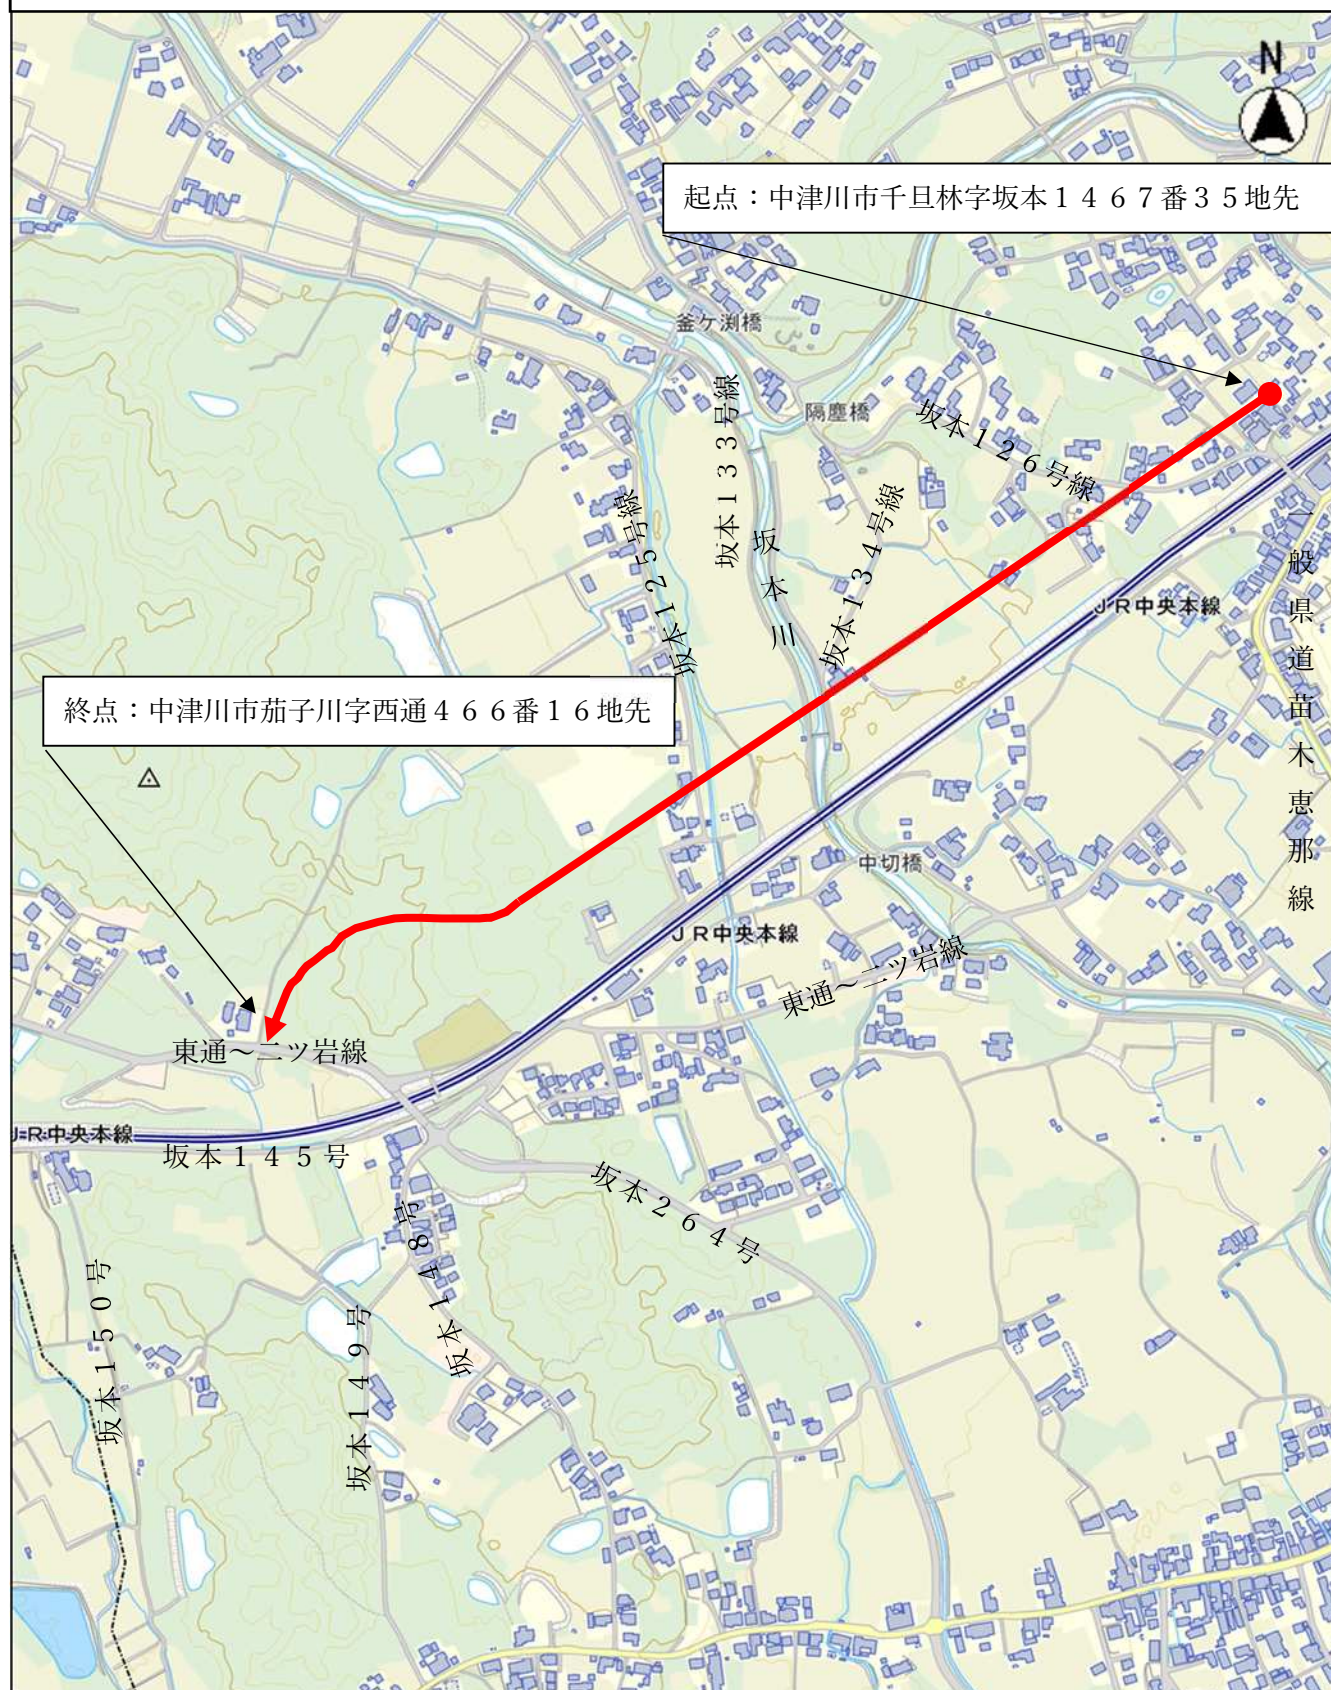 N
起点：中津川市千旦林字坂本１４６７番３５地先
釜ケ渕橋
隔塵橋
坂本１２６号線
坂本１３３号線
坂本１２５号線
坂本１３４号線
坂本川
一般県道苗木恵那線
ＪＲ中央本線
終点：中津川市茄子川字西通４６６番１６地先
中切橋
ＪＲ中央本線
東通～二ツ岩線
東通～二ツ岩線
ＪＲ中央本線
坂本１４５号
坂本２６４号
坂本１４８号
坂本１４９号
坂本１５０号